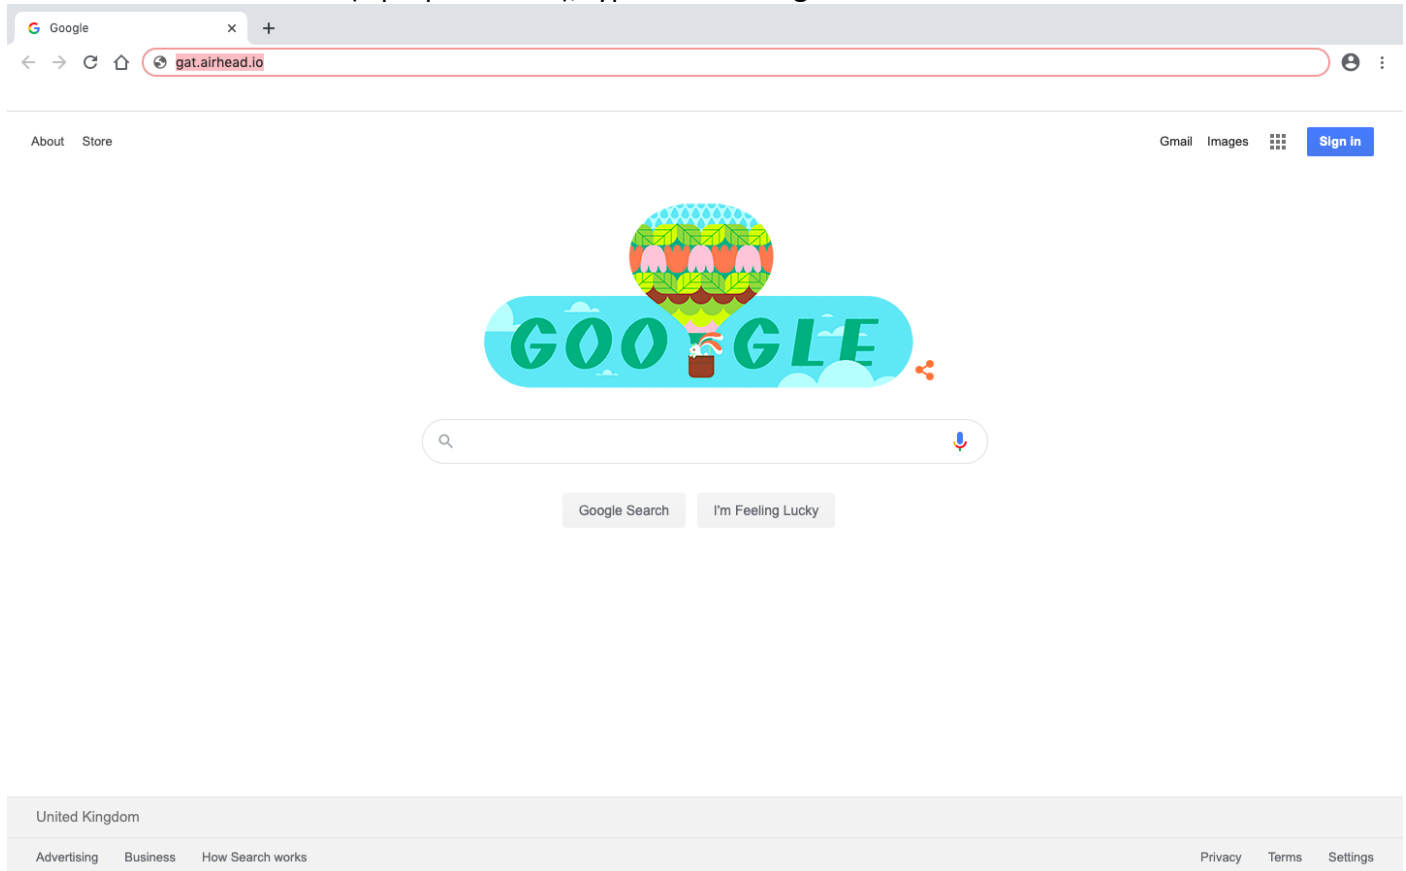 Google
gat.airhead.io
About Store
Gmail Images Sign in
GOOGLE
Google Search I'm Feeling Lucky
United Kingdom
Advertising Business How Search works
Privacy Terms Settings